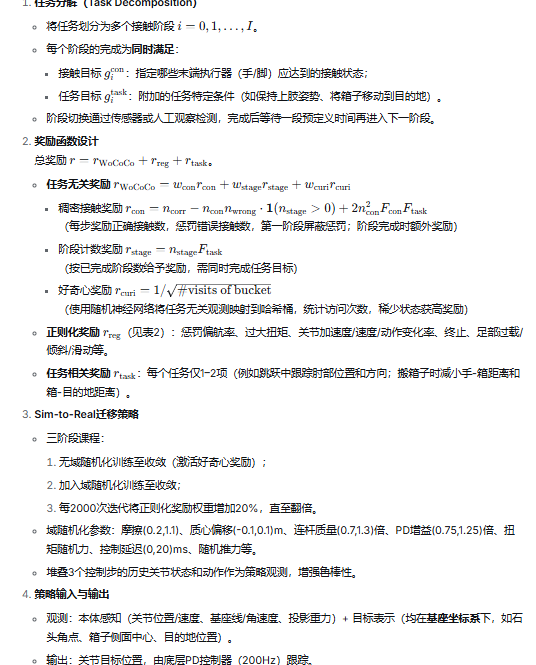 1. 任务分解（Task Decomposition）
将任务划分为多个接触阶段 i = 0, 1, . . . , I。
每个阶段的完成为同时满足：
接触目标 g_i^con：指定哪些末端执行器（手/脚）应达到的接触状态；
任务目标 g_i^task：附加的任务特定条件（如保持上肢姿势、将箱子移动到目的地）。
阶段切换通过传感器或人工观察检测，完成后等待一段预定义时间再进入下一阶段。
2. 奖励函数设计
总奖励 r = r_WoCoCo + r_reg + r_task。
任务无关奖励 r_WoCoCo = w_con r_con + w_stage r_stage + w_curi r_curi
稠密接触奖励 r_con = n_corr − n_con n_wrong · 1(n_stage > 0) + 2n_con^2 F_con F_task
（每步奖励正确接触数，惩罚错误接触数，第一阶段屏蔽惩罚；阶段完成时额外奖励）
阶段计数奖励 r_stage = n_stage F_task
（按已完成阶段数给予奖励，需同时完成任务目标）
好奇心奖励 r_curi = 1/√#visits of bucket
（使用随机神经网络将任务无关观测映射到哈希桶，统计访问次数，稀少状态获高奖励）
正则化奖励 r_reg（见表2）：惩罚偏航率、过大扭矩、关节加速度/速度/动作变化率、终止、足部过载/
倾斜/滑动等。
任务相关奖励 r_task：每个任务仅1–2项（例如跳跃中跟踪肘部位置和方向；搬箱子时减小手-箱距离和
箱-目的地距离）。
3. Sim-to-Real迁移策略
三阶段课程：
1. 无域随机化训练至收敛（激活好奇心奖励）；
2. 加入域随机化训练至收敛；
3. 每2000次迭代将正则化奖励权重增加20%，直至翻倍。
域随机化参数：摩擦(0.2,1.1)、质心偏移(-0.1,0.1)m、连杆质量(0.7,1.3)倍、PD增益(0.75,1.25)倍、扭
矩随机力、控制延迟(0,20)ms、随机推力等。
堆叠3个控制步的历史关节状态和动作作为策略观测，增强鲁棒性。
4. 策略输入与输出
观测：本体感知（关节位置/速度、基座线/角速度、投影重力）+ 目标表示（均在基座坐标系下，如石
头角点、箱子侧面中心、目的地位置）。
输出：关节目标位置，由底层PD控制器（200Hz）跟踪。